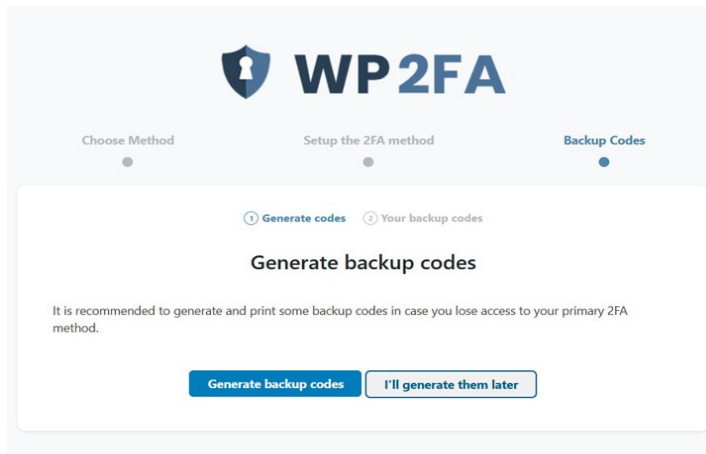 WP 2FA
Choose Method
Setup the 2FA method
Backup Codes
1 Generate codes 2 Your backup codes
Generate backup codes
It is recommended to generate and print some backup codes in case you lose access to your primary 2FA
method.
Generate backup codes I'll generate them later